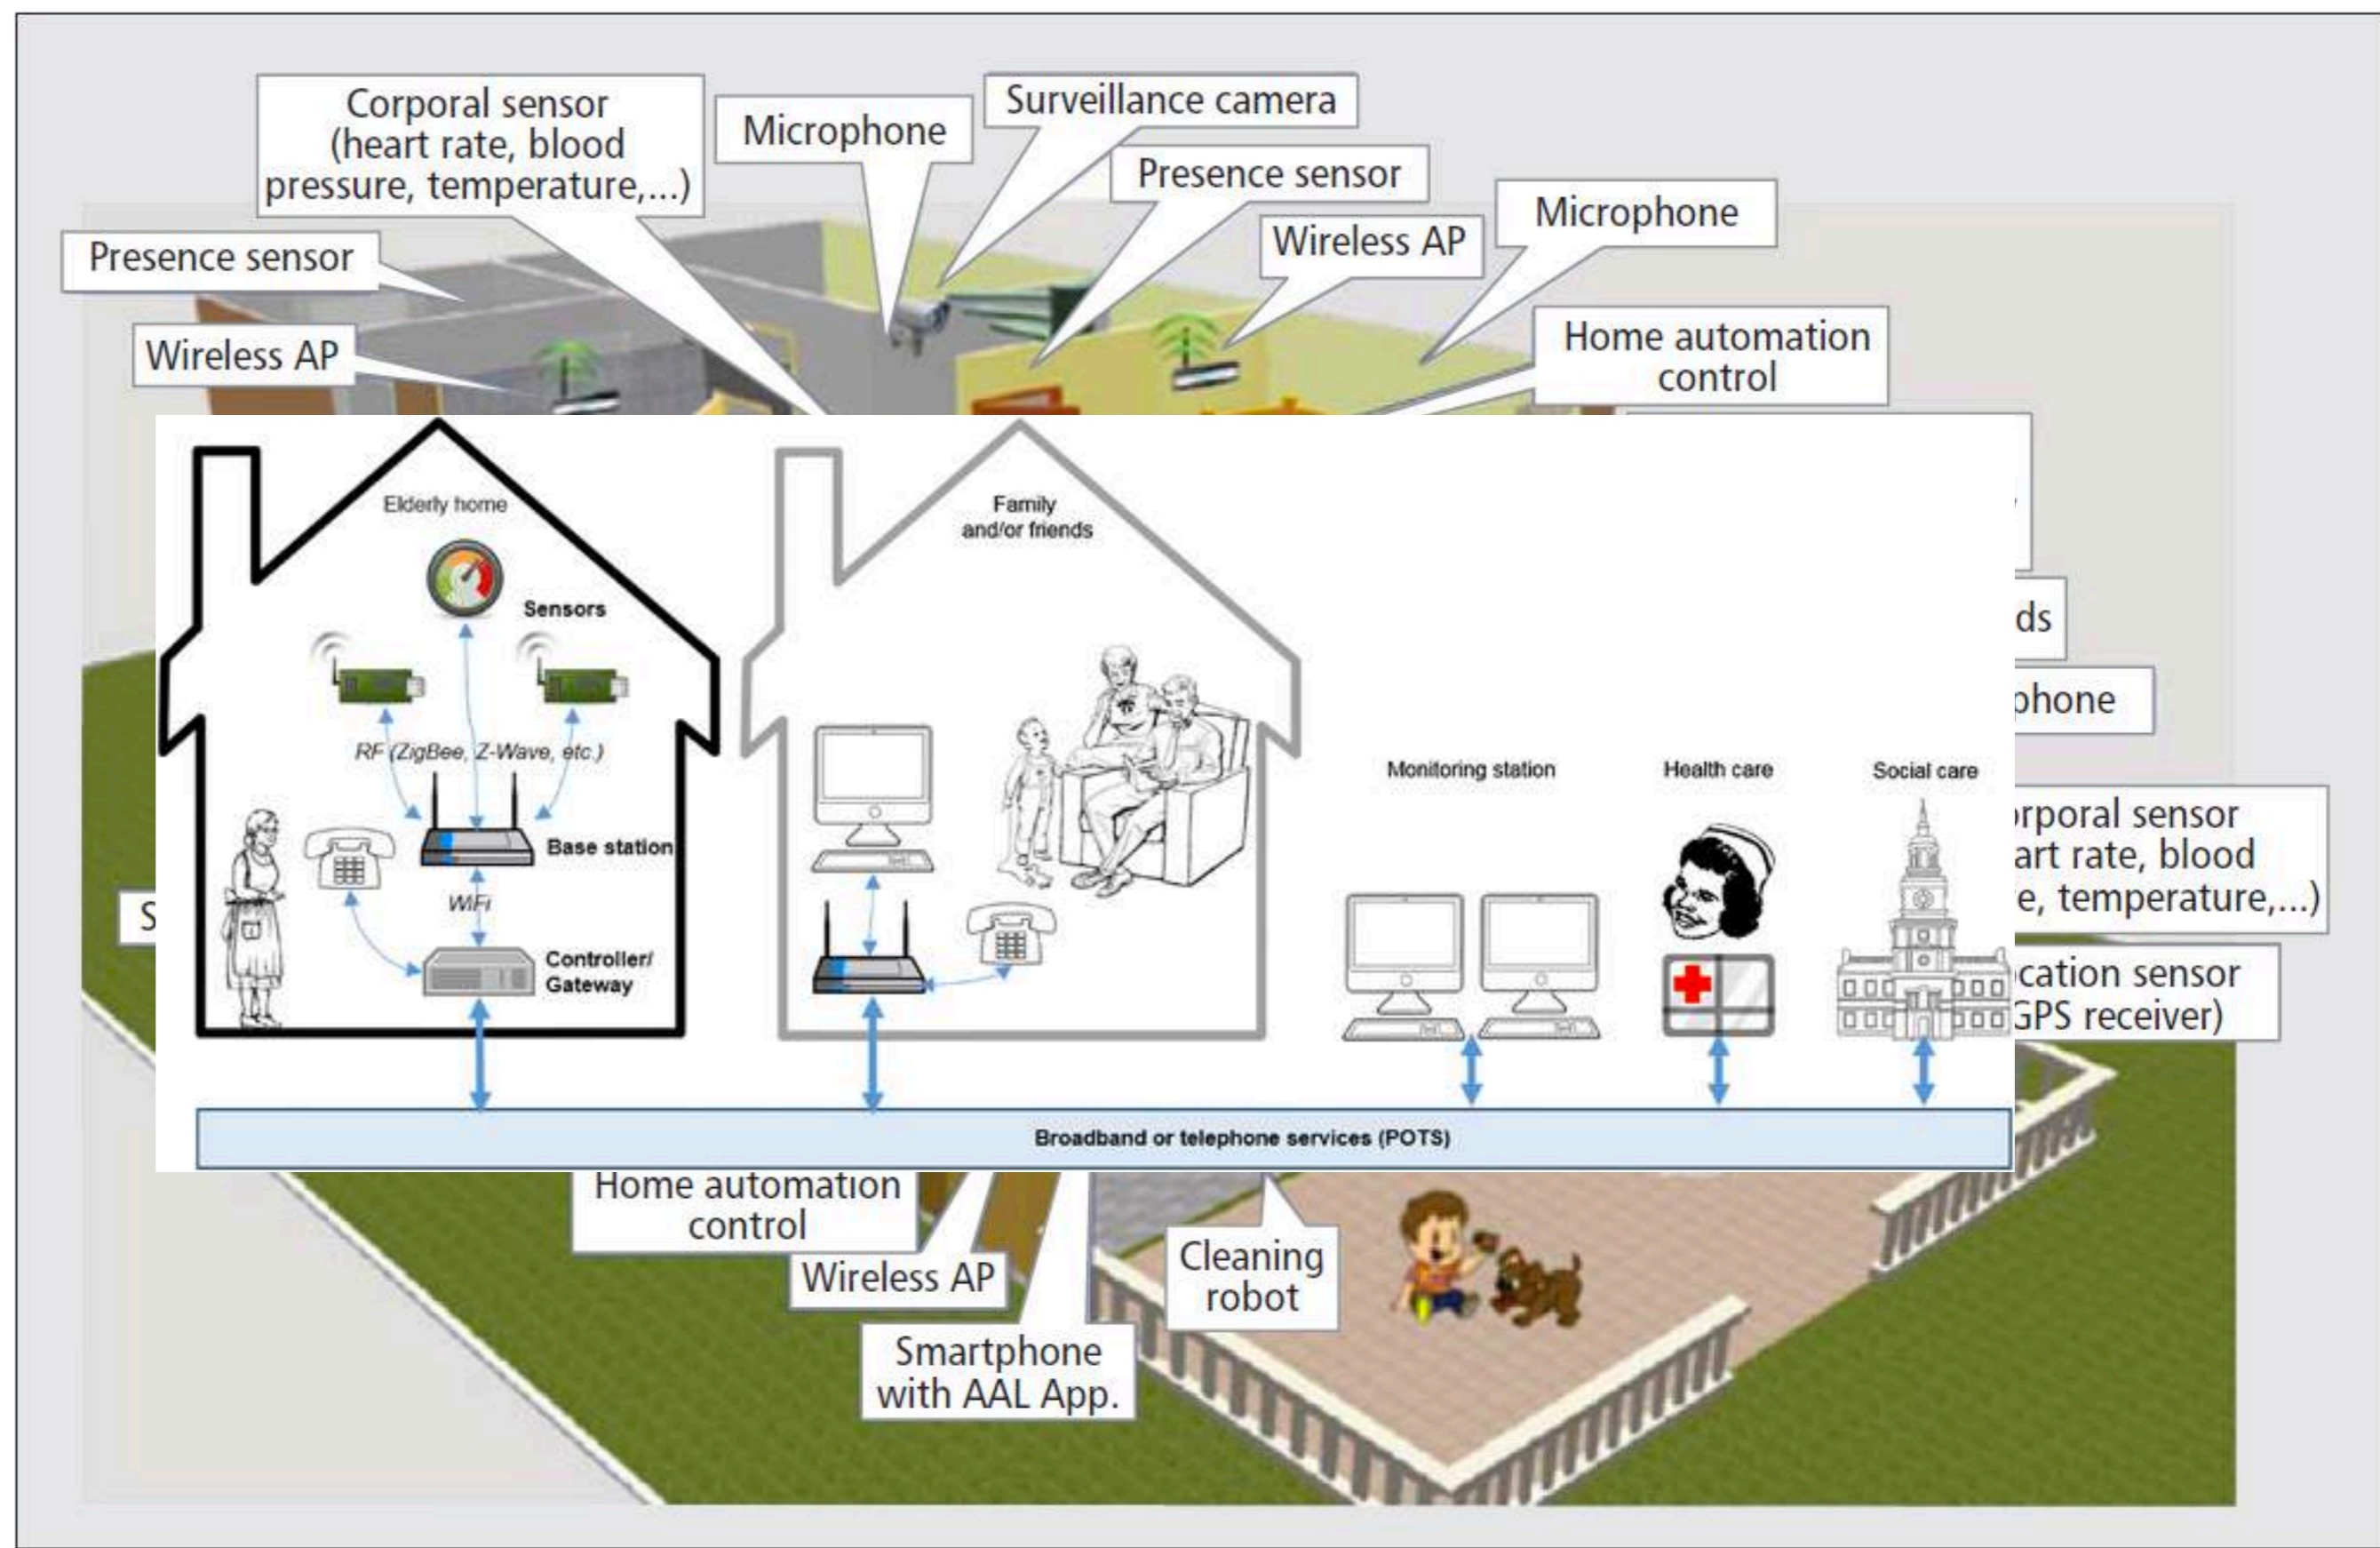 Corporal sensor
(heart rate, blood
pressure, temperature,...)
Microphone
Surveillance camera
Presence sensor
Wireless AP
Microphone
Presence sensor
Wireless AP
Home automation
control
Elderly home
Sensors
RF (ZigBee, Z-Wave, etc.)
Base station
WiFi
Controller/
Gateway
Family
and/or friends
Monitoring station
Health care
Social care
Broadband or telephone services (POTS)
ds
phone
rporal sensor
art rate, blood
e, temperature,...)
cation sensor
GPS receiver)
S
Home automation
control
Wireless AP
Smartphone
with AAL App.
Cleaning
robot